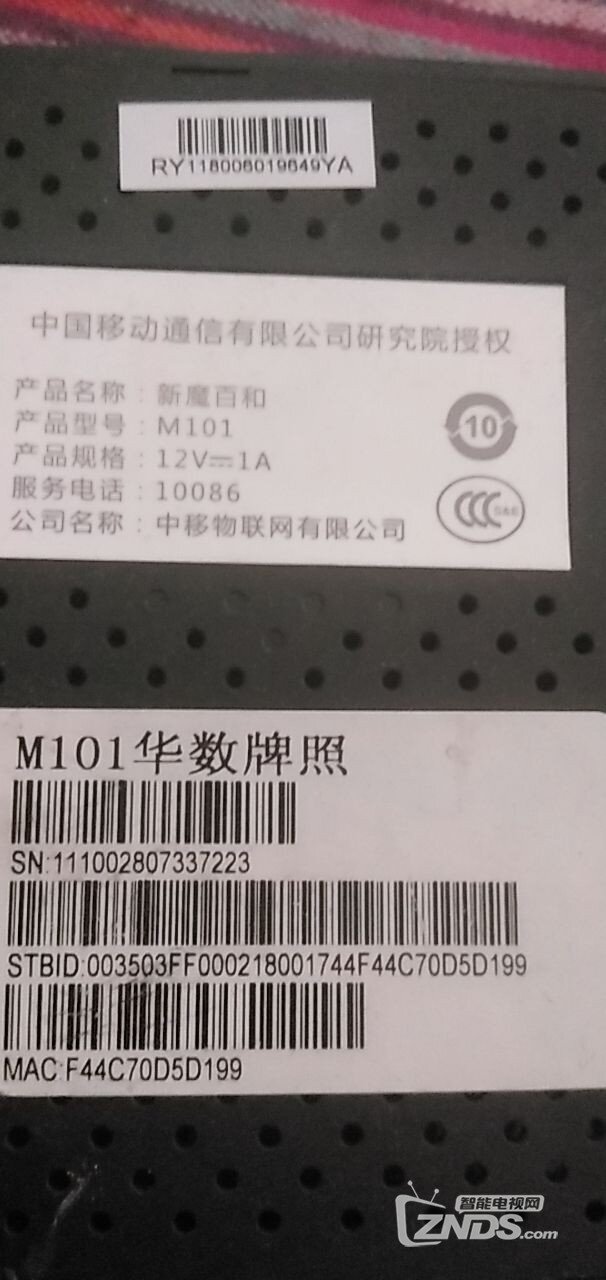 RY118006019649YA
中国移动通信有限公司研究院授权
产品名称：新魔百和
产品型号：M101
产品规格：12V⎓1A
服务电话：10086
公司名称：中移物联网有限公司
10
CCC S&E
M101华数牌照
SN:111002807337223
STBID:003503FF000218001744F44C70D5D199
MAC:F44C70D5D199
智能电视网
ZNDS.com